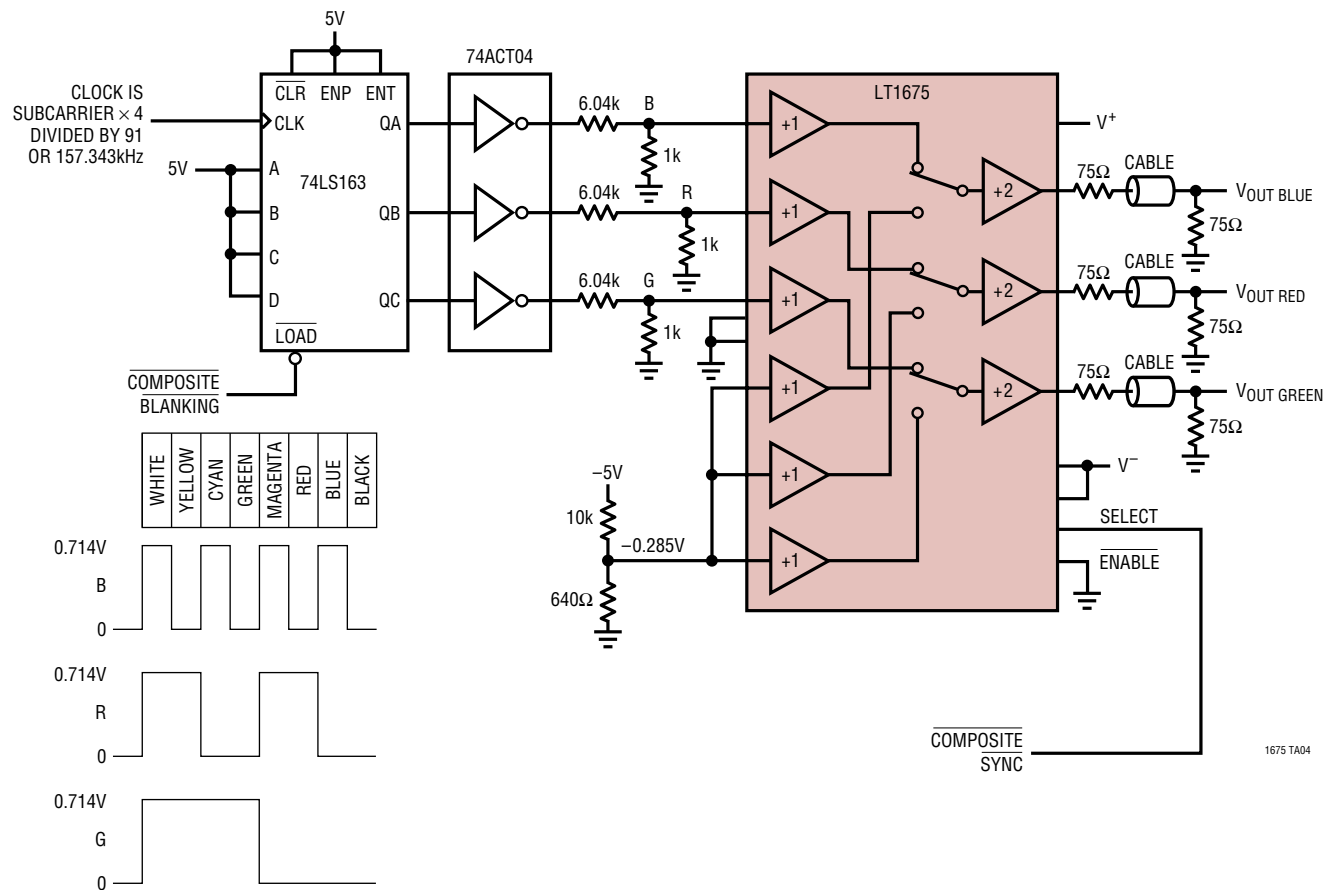 5V
74ACT04
CLOCK IS
SUBCARRIER × 4
DIVIDED BY 91
OR 157.343kHz
CLR ENP ENT
CLK
QA
5V
A
74LS163
B
QB
C
D
QC
LOAD
COMPOSITE
BLANKING
6.04k
B
1k
6.04k
R
1k
6.04k
G
1k
LT1675
+1
+1
+1
+1
+1
+1
+2
+2
+2
V+
75Ω
CABLE
VOUT BLUE
75Ω
75Ω
CABLE
VOUT RED
75Ω
75Ω
CABLE
VOUT GREEN
75Ω
V−
SELECT
ENABLE
−5V
10k
−0.285V
640Ω
COMPOSITE
SYNC
WHITE
YELLOW
CYAN
GREEN
MAGENTA
RED
BLUE
BLACK
0.714V
B
0
0.714V
R
0
0.714V
G
0
1675 TA04